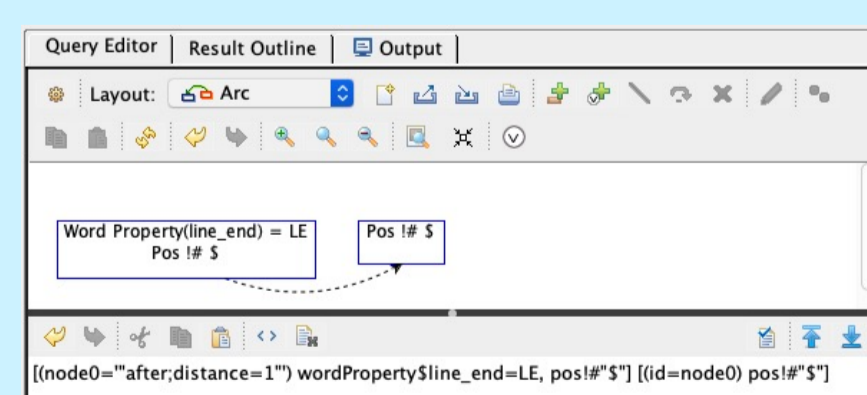 Query Editor Result Outline Output
Layout: Arc
Word Property(line_end) = LE
Pos !# $
Pos !# $
[(node0="'after;distance=1'") wordProperty$line_end=LE, pos!#"$"] [(id=node0) pos!#"$"]